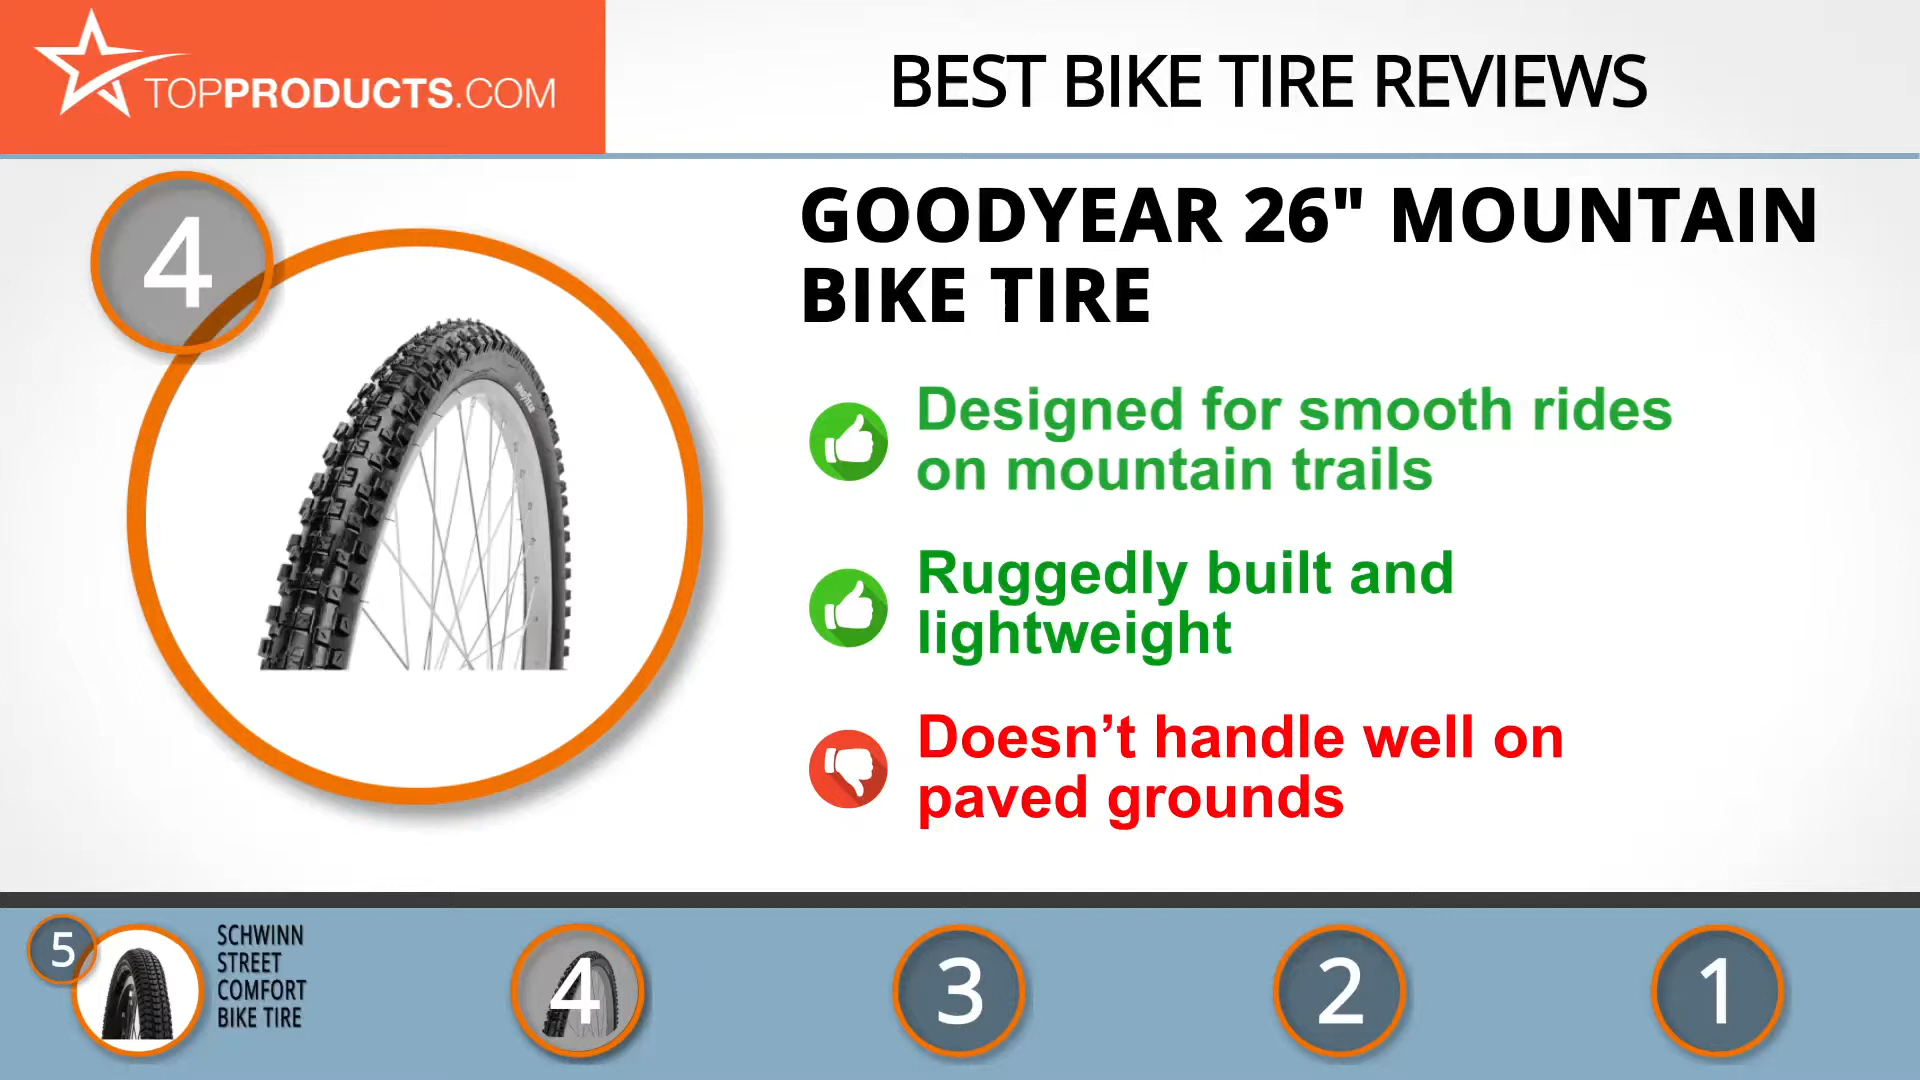 TOPPRODUCTS.COM
BEST BIKE TIRE REVIEWS
4
GOODYEAR 26" MOUNTAIN
BIKE TIRE
GOODYEAR
Designed for smooth rides
on mountain trails
Ruggedly built and
lightweight
Doesn’t handle well on
paved grounds
5
SCHWINN
STREET
COMFORT
BIKE TIRE
4
3
2
1